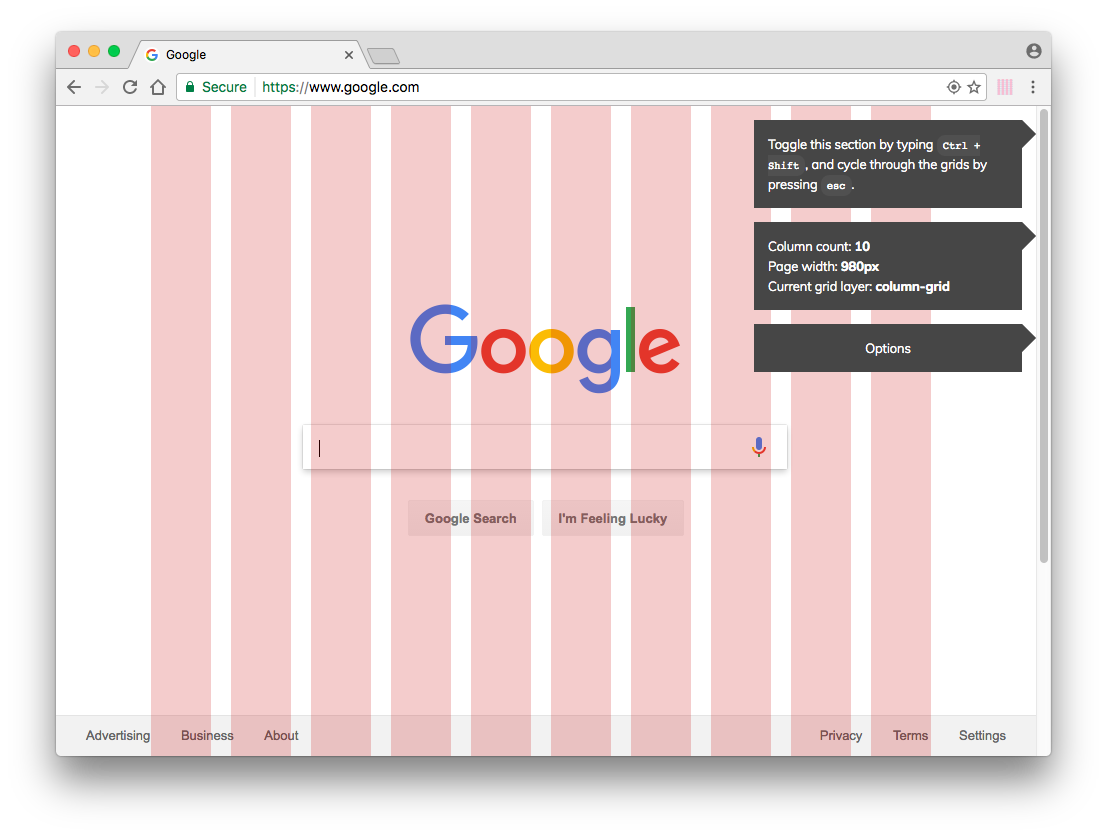 Google
Secure https://www.google.com
Toggle this section by typing Ctrl +
Shift , and cycle through the grids by
pressing esc .
Column count: 10
Page width: 980px
Current grid layer: column-grid
Options
Google
Google Search I'm Feeling Lucky
Advertising Business About Privacy Terms Settings